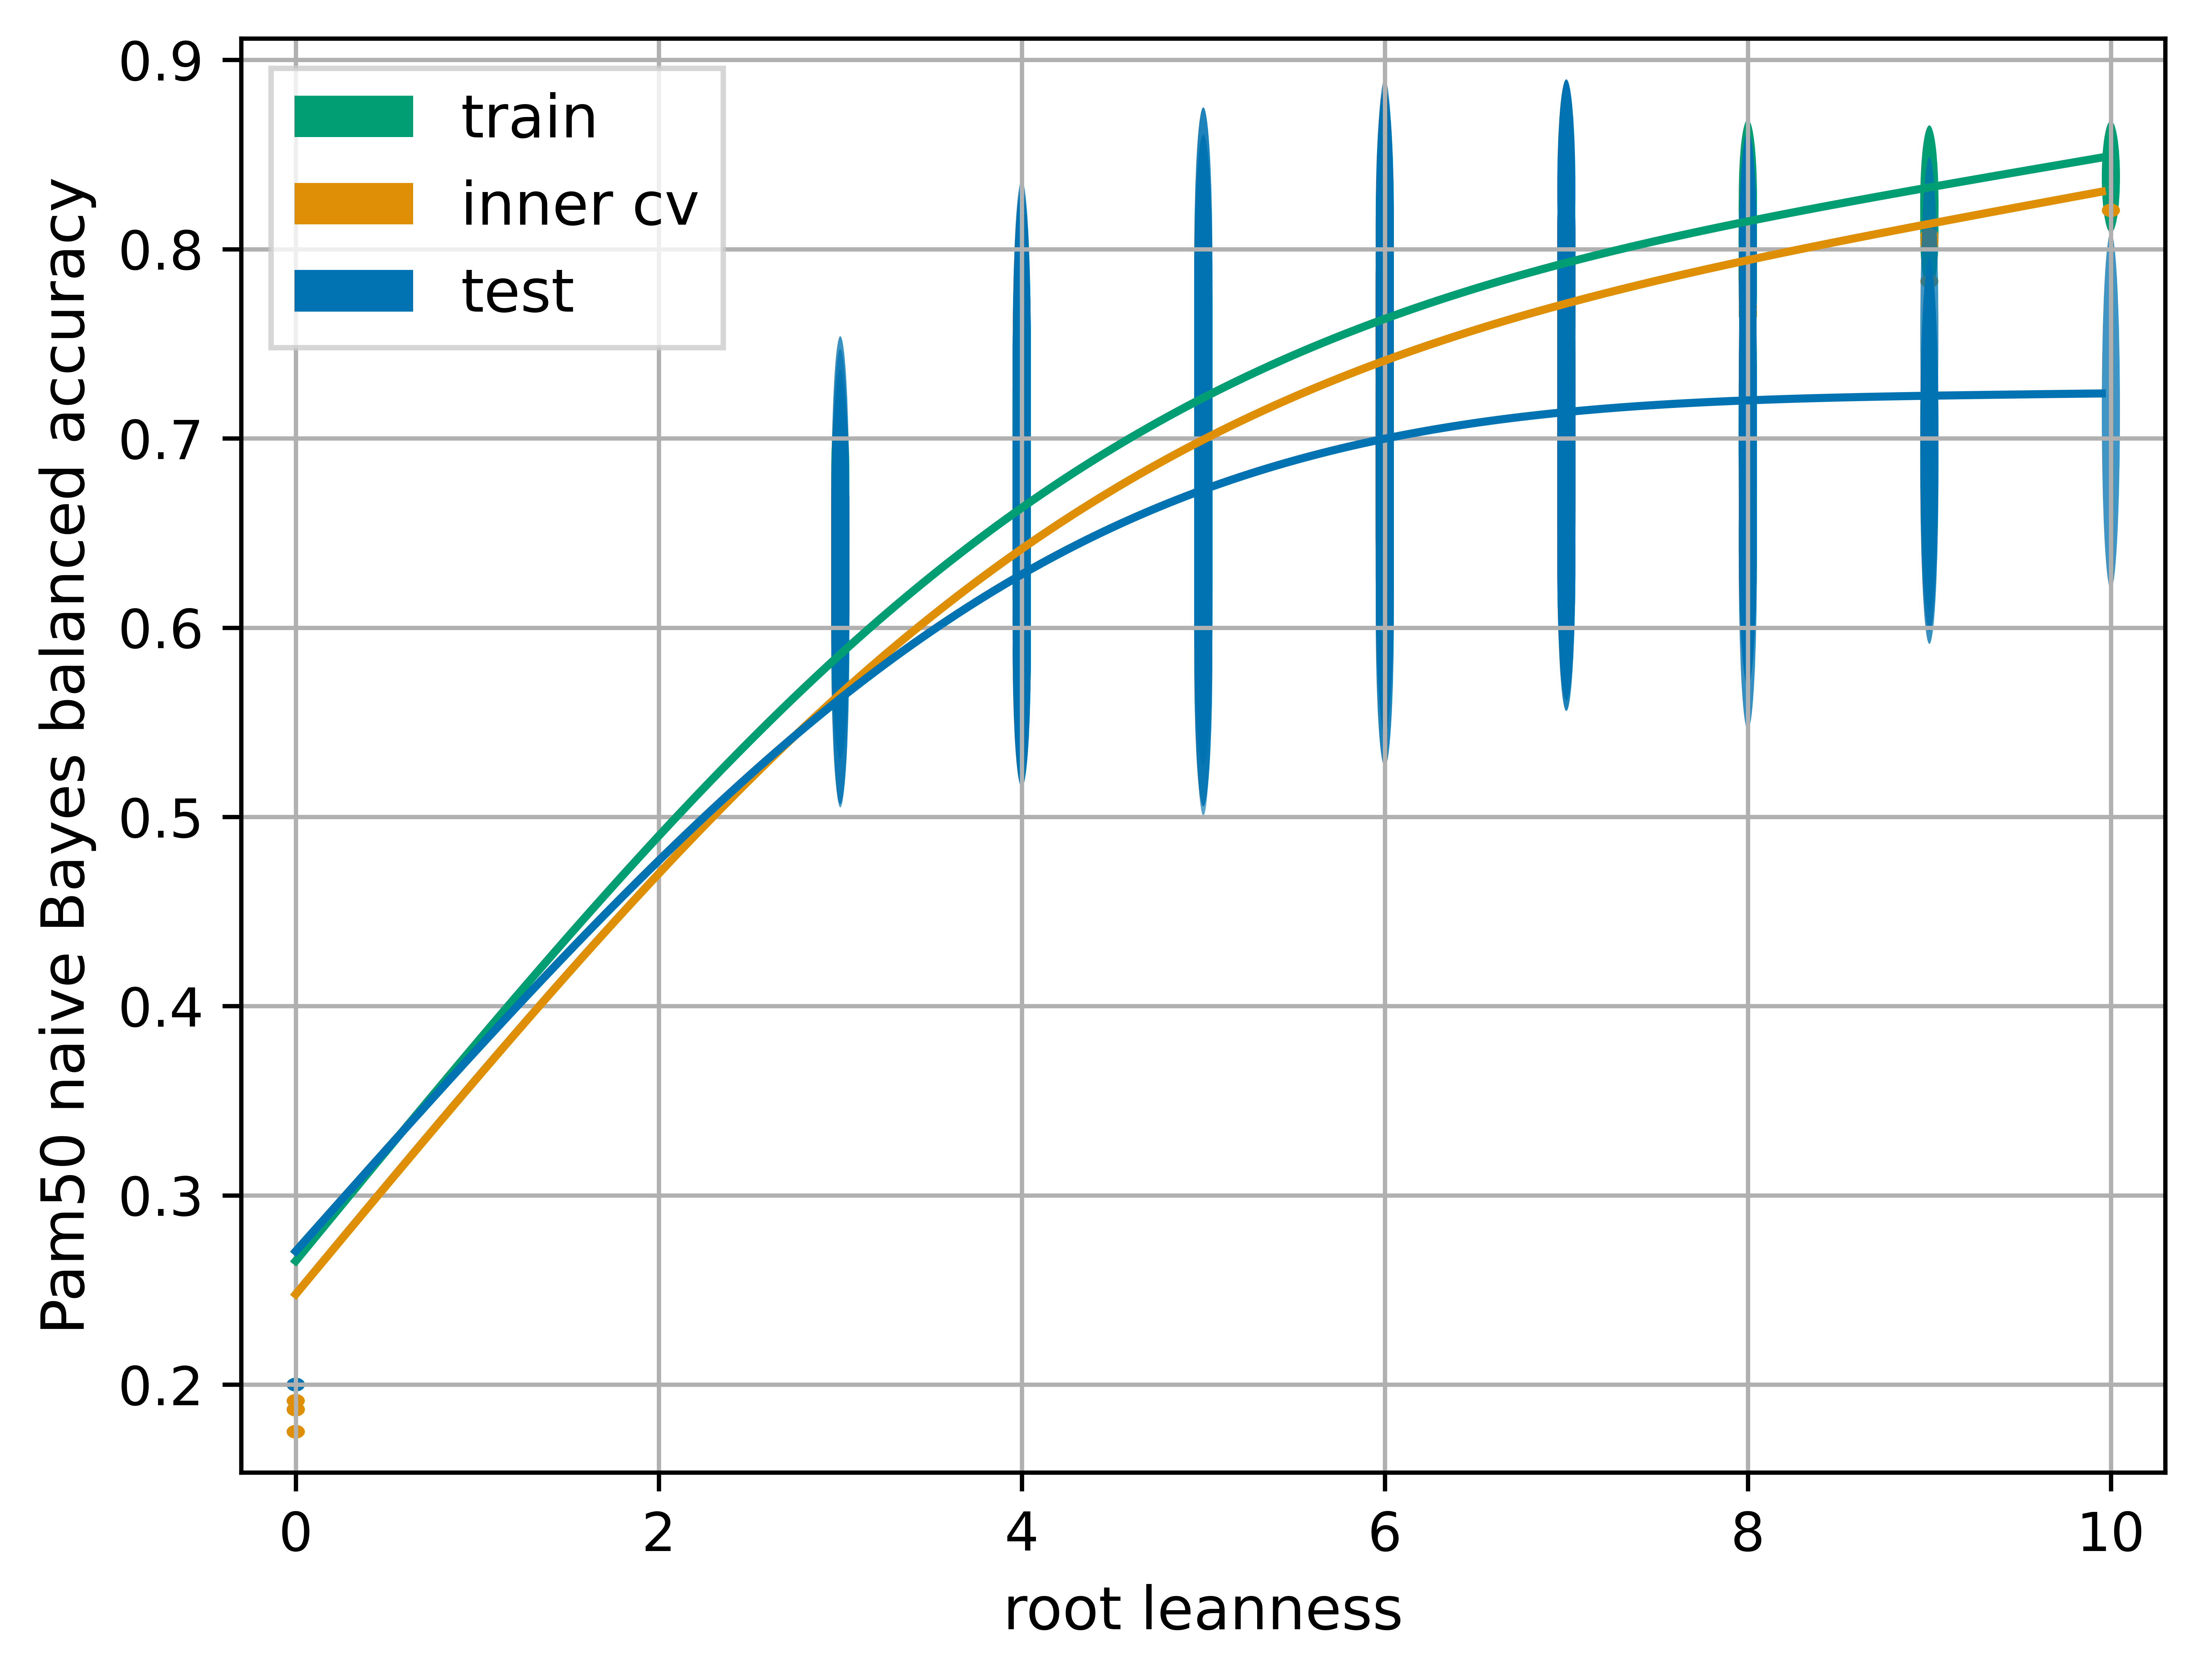 0.9
0.8
0.7
0.6
0.5
0.4
0.3
0.2
Pam50 naive Bayes balanced accuracy
train
inner cv
test
0 2 4 6 8 10
root leanness